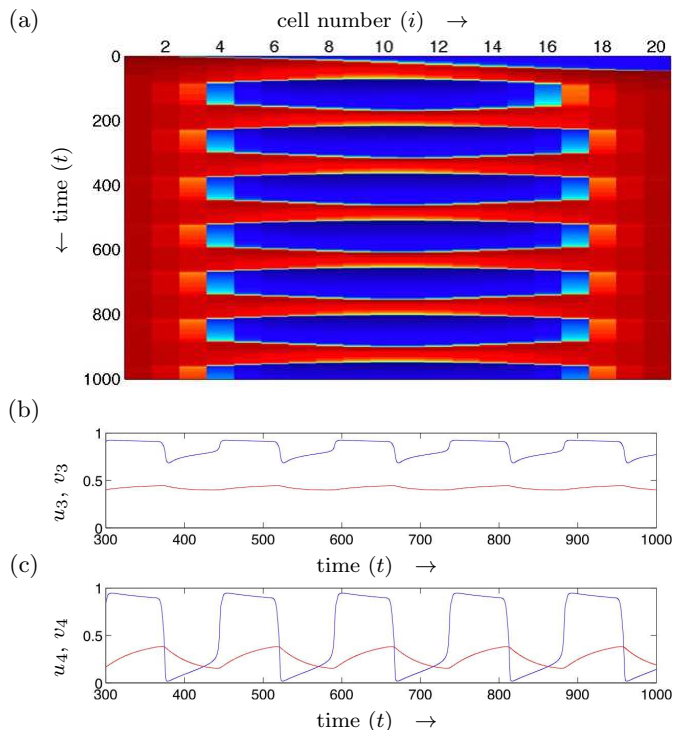 (a)
cell number (i) →
2 4 6 8 10 12 14 16 18 20
0
200
400
600
800
1000
← time (t)
(b)
1
0.5
0
u3, v3
300 400 500 600 700 800 900 1000
time (t) →
(c)
1
0.5
0
u4, v4
300 400 500 600 700 800 900 1000
time (t) →